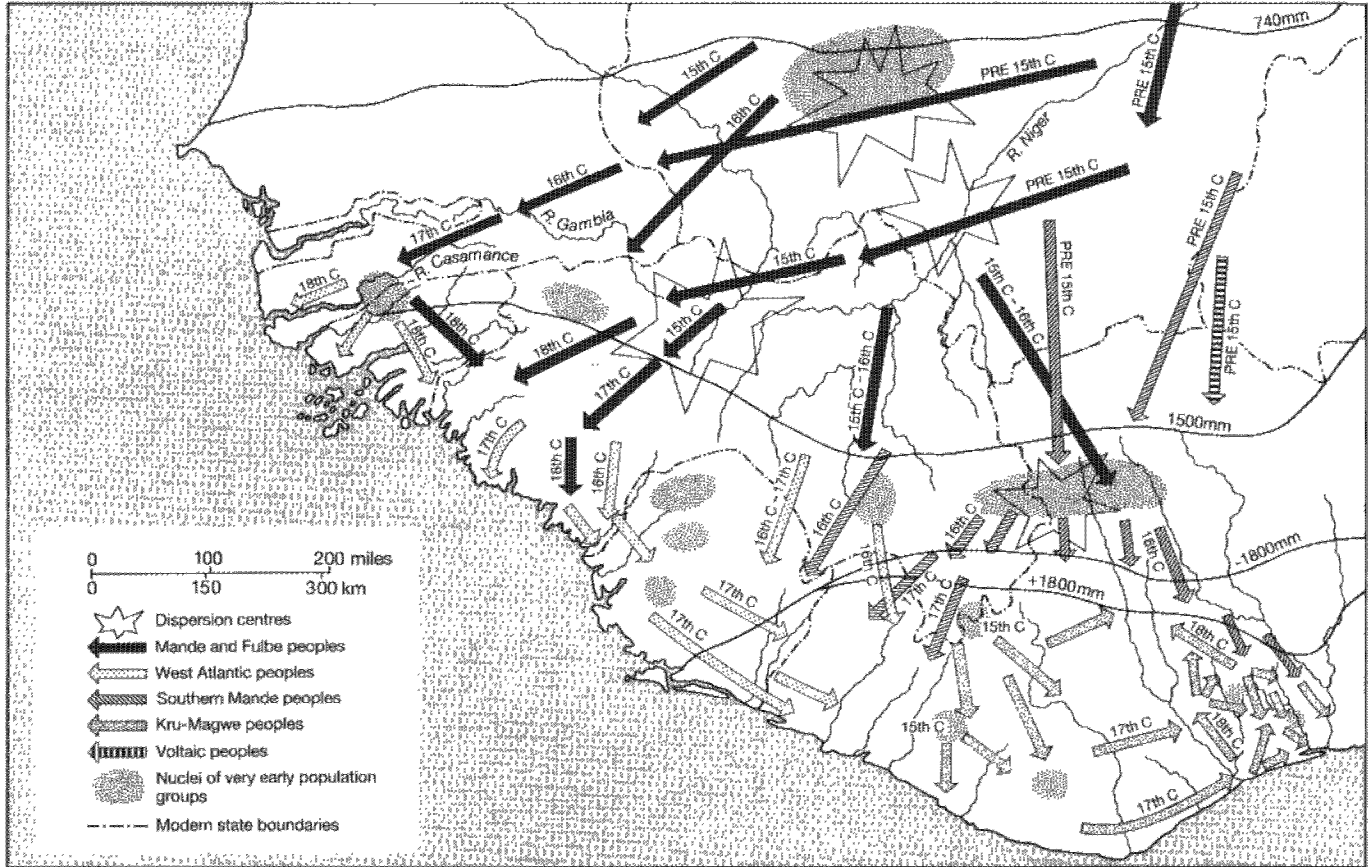 740mm
15th C
PRE 15th C
PRE 15th C
16th C
R. Niger
16th C
PRE 15th C
R. Gambia
17th C
PRE 15th C
R. Casamance
15th C
PRE 15th C
18th C
15th C - 16th C
PRE 15th C
15th C
18th C
16th C
18th C
17th C
15th C - 16th C
1500mm
17th C
18th C
16th C
16th C - 17th C
16th C
16th C
16th C
16th C
-1800mm
+1800mm
17th C
17th C
17th C
17th C
15th C
18th C
15th C
17th C
18th C
17th C
0 100 200 miles
0 150 300 km
Dispersion centres
Mande and Fulbe peoples
West Atlantic peoples
Southern Mande peoples
Kru-Magwe peoples
Voltaic peoples
Nuclei of very early population
groups
Modern state boundaries